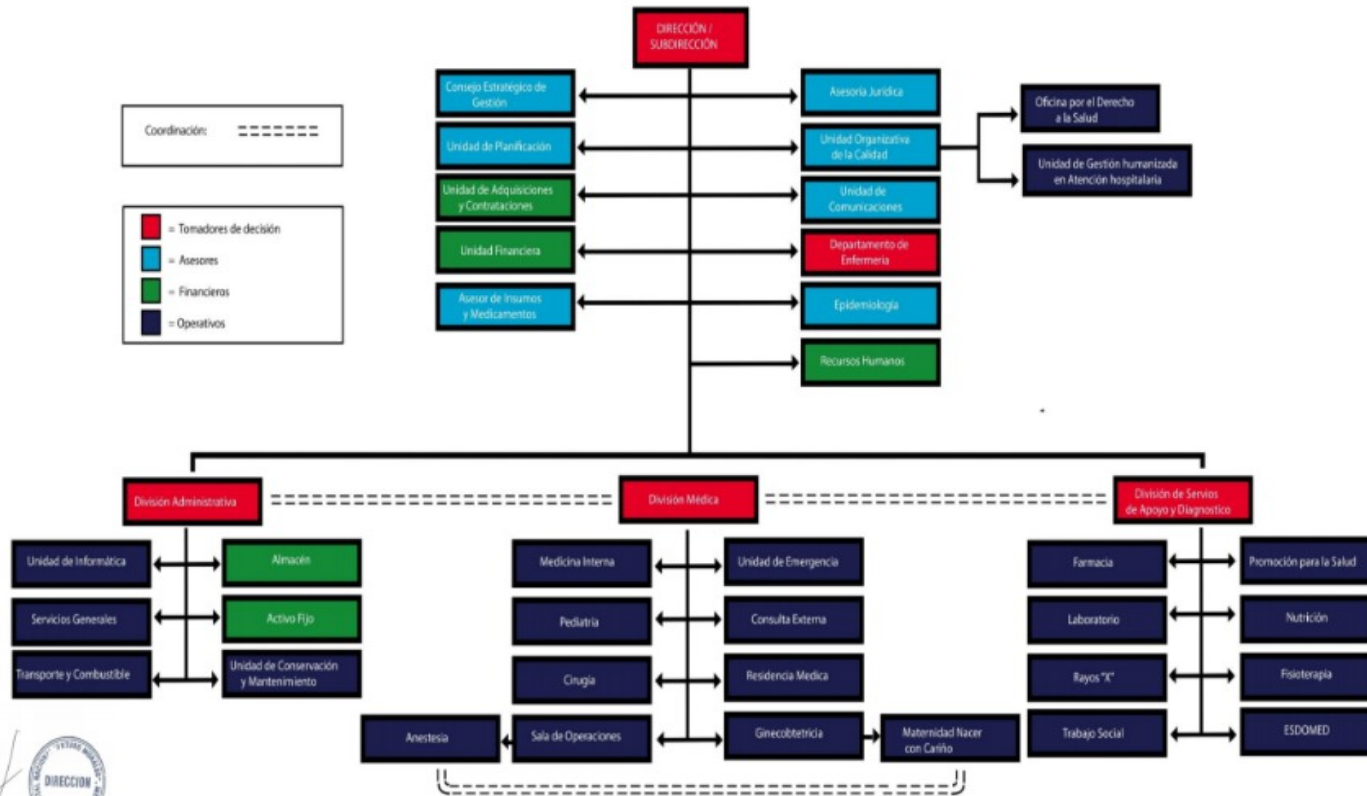 DIRECCIÓN /
SUBDIRECCIÓN
Consejo Estratégico de
Gestión
Asesoría Jurídica
Oficina por el Derecho
a la Salud
Coordinación:
Unidad de Planificación
Unidad Organizativa
de la Calidad
Unidad de Gestión humanizada
en Atención hospitalaria
Unidad de Adquisiciones
y Contrataciones
Unidad de
Comunicaciones
= Tomadores de decisión
= Asesores
= Financieros
= Operativos
Unidad Financiera
Departamento de
Enfermería
Asesor de Insumos
y Medicamentos
Epidemiología
Recursos Humanos
División Administrativa
División Médica
División de Servios
de Apoyo y Diagnostico
Unidad de Informática
Almacén
Medicina Interna
Unidad de Emergencia
Farmacia
Promoción para la Salud
Servicios Generales
Activo Fijo
Pediatría
Consulta Externa
Laboratorio
Nutrición
Transporte y Combustible
Unidad de Conservación
y Mantenimiento
Cirugía
Residencia Medica
Rayos "X"
Fisioterapia
Anestesia
Sala de Operaciones
Ginecobtetricia
Maternidad Nacer
con Cariño
Trabajo Social
ESDOMED
DIRECCION